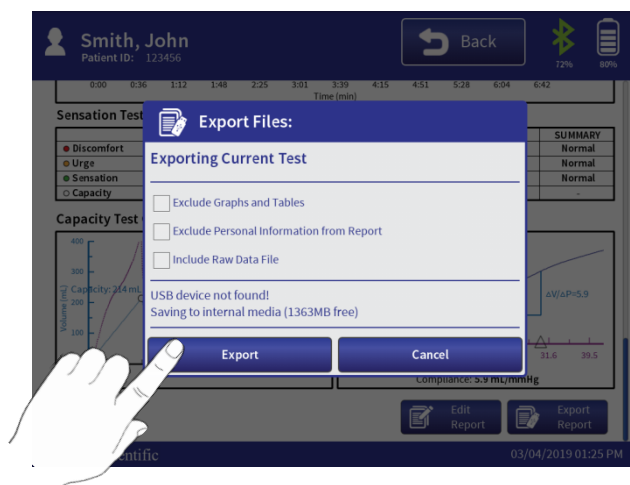 Smith, John
Patient ID: 123456
Back
72%
80%
0:00 0:36 1:12 1:48 2:25 3:01 3:39 4:15 4:51 5:28 6:04 6:42
Time (min)
Sensation Test
SUMMARY
Discomfort Normal
Urge Normal
Sensation Normal
Capacity -
Capacity Test
400
300
200
100
Volume (mL)
Capacity: 214 mL
ΔV/ΔP=5.9
31.6 39.5
Compliance: 5.9 mL/mmHg
Export Files:
Exporting Current Test
Exclude Graphs and Tables
Exclude Personal Information from Report
Include Raw Data File
USB device not found!
Saving to internal media (1363MB free)
Export
Cancel
Edit
Report
Export
Report
03/04/2019 01:25 PM